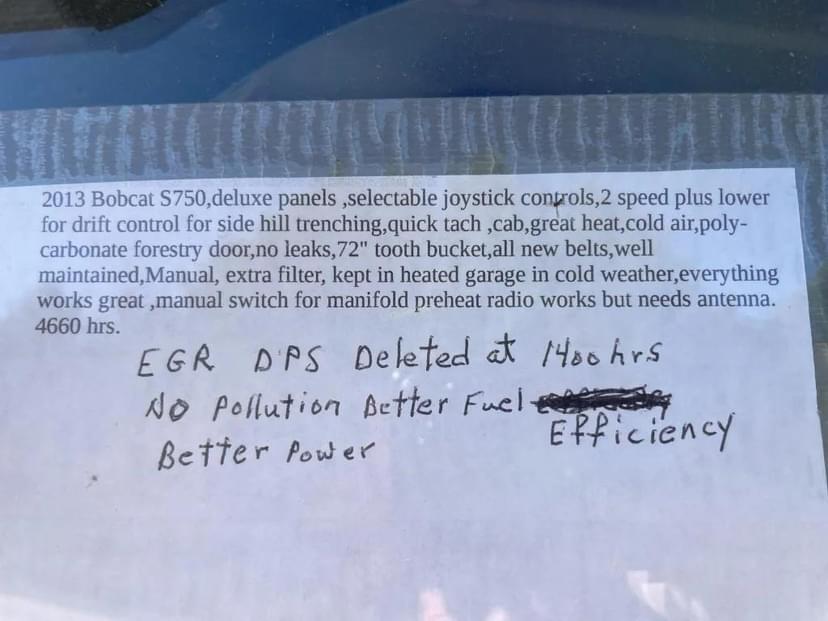 2013 Bobcat S750,deluxe panels ,selectable joystick controls,2 speed plus lower
for drift control for side hill trenching,quick tach ,cab,great heat,cold air,poly-
carbonate forestry door,no leaks,72" tooth bucket,all new belts,well
maintained,Manual, extra filter, kept in heated garage in cold weather,everything
works great ,manual switch for manifold preheat radio works but needs antenna.
4660 hrs.
EGR DPS Deleted at 1400 hrs
No Pollution Better Fuel
Efficiency
Better Power